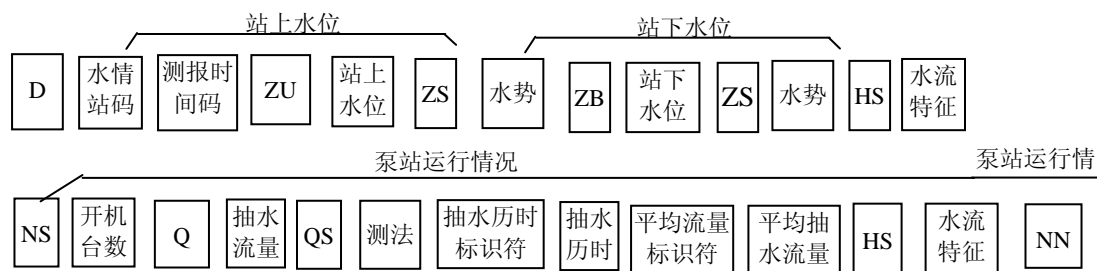 站上水位 站下水位
D 水情站码 测报时间码 ZU 站上水位 ZS 水势 ZB 站下水位 ZS 水势 HS 水流特征
泵站运行情况 泵站运行情
NS 开机台数 Q 抽水流量 QS 测法 抽水历时标识符 抽水历时 平均流量标识符 平均抽水流量 HS 水流特征 NN